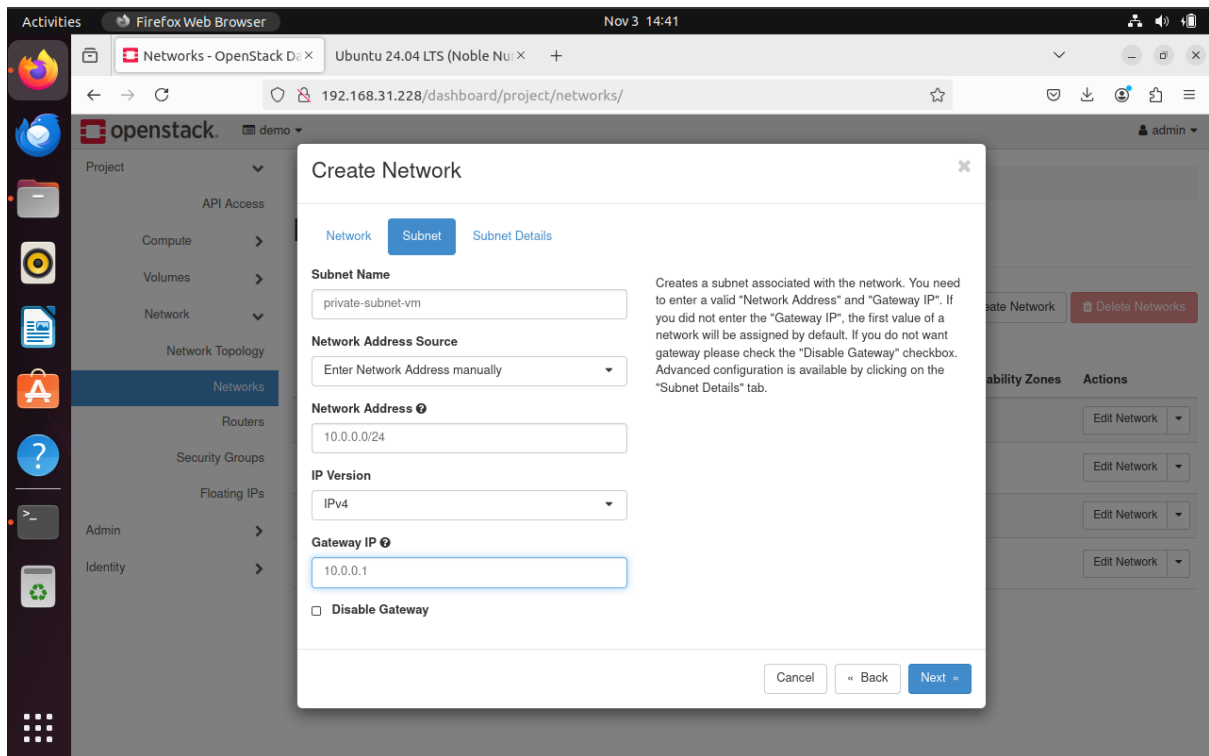 Activities
Firefox Web Browser
Nov 3 14:41
Networks - OpenStack Da
Ubuntu 24.04 LTS (Noble Nu
192.168.31.228/dashboard/project/networks/
openstack.
demo
admin
Project
API Access
Compute
Volumes
Network
Network Topology
Networks
Routers
Security Groups
Floating IPs
Admin
Identity
Create Network
Network
Subnet
Subnet Details
Subnet Name
private-subnet-vm
Network Address Source
Enter Network Address manually
Network Address
10.0.0.0/24
IP Version
IPv4
Gateway IP
10.0.0.1
Disable Gateway
Creates a subnet associated with the network. You need
to enter a valid "Network Address" and "Gateway IP". If
you did not enter the "Gateway IP", the first value of a
network will be assigned by default. If you do not want
gateway please check the "Disable Gateway" checkbox.
Advanced configuration is available by clicking on the
"Subnet Details" tab.
Cancel
« Back
Next »
eate Network
Delete Networks
ability Zones
Actions
Edit Network
Edit Network
Edit Network
Edit Network